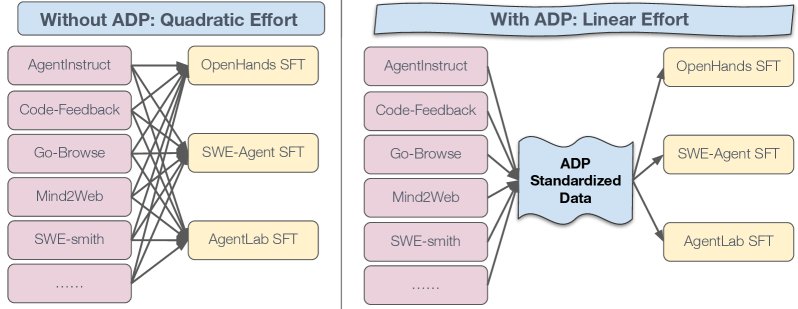 Without ADP: Quadratic Effort
AgentInstruct
Code-Feedback
Go-Browse
Mind2Web
SWE-smith
......
OpenHands SFT
SWE-Agent SFT
AgentLab SFT
With ADP: Linear Effort
AgentInstruct
Code-Feedback
Go-Browse
Mind2Web
SWE-smith
......
ADP
Standardized
Data
OpenHands SFT
SWE-Agent SFT
AgentLab SFT